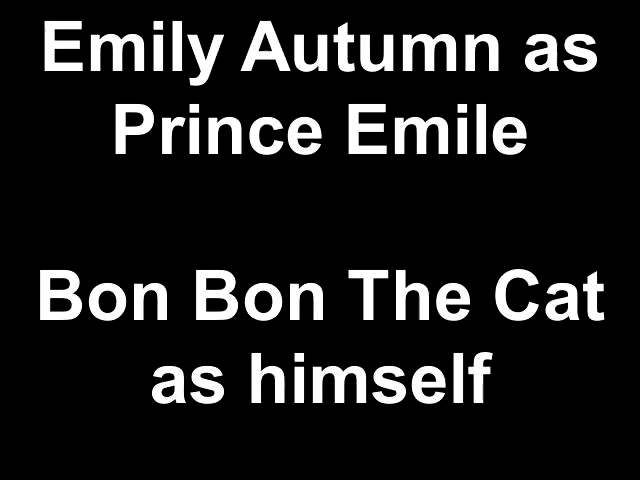 Emily Autumn as
Prince Emile
Bon Bon The Cat
as himself